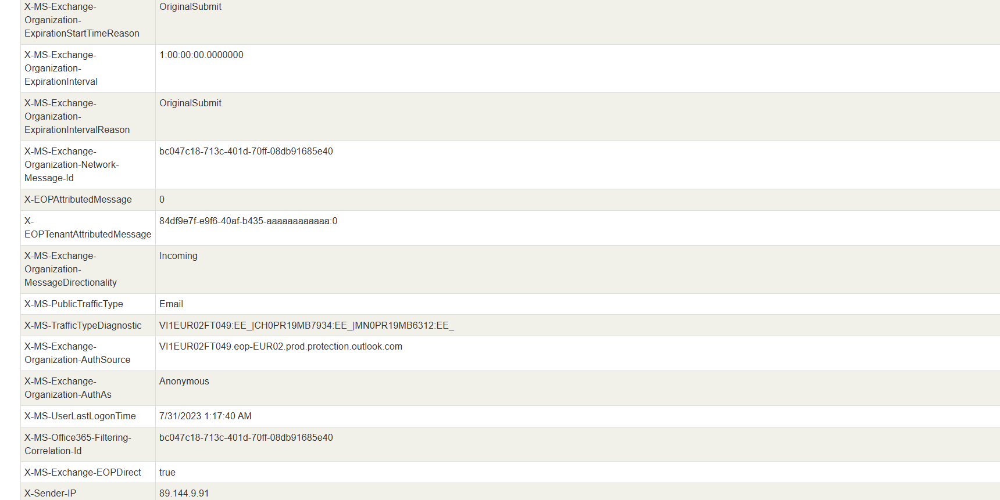 X-MS-Exchange-
Organization-
ExpirationStartTimeReason
OriginalSubmit
X-MS-Exchange-
Organization-
ExpirationInterval
1:00:00:00.0000000
X-MS-Exchange-
Organization-
ExpirationIntervalReason
OriginalSubmit
X-MS-Exchange-
Organization-Network-
Message-Id
bc047c18-713c-401d-70ff-08db91685e40
X-EOPAttributedMessage
0
X-
EOPTenantAttributedMessage
84df9e7f-e9f6-40af-b435-aaaaaaaaaaaa:0
X-MS-Exchange-
Organization-
MessageDirectionality
Incoming
X-MS-PublicTrafficType
Email
X-MS-TrafficTypeDiagnostic
VI1EUR02FT049:EE_|CH0PR19MB7934:EE_|MN0PR19MB6312:EE_
X-MS-Exchange-
Organization-AuthSource
VI1EUR02FT049.eop-EUR02.prod.protection.outlook.com
X-MS-Exchange-
Organization-AuthAs
Anonymous
X-MS-UserLastLogonTime
7/31/2023 1:17:40 AM
X-MS-Office365-Filtering-
Correlation-Id
bc047c18-713c-401d-70ff-08db91685e40
X-MS-Exchange-EOPDirect
true
X-Sender-IP
89.144.9.91